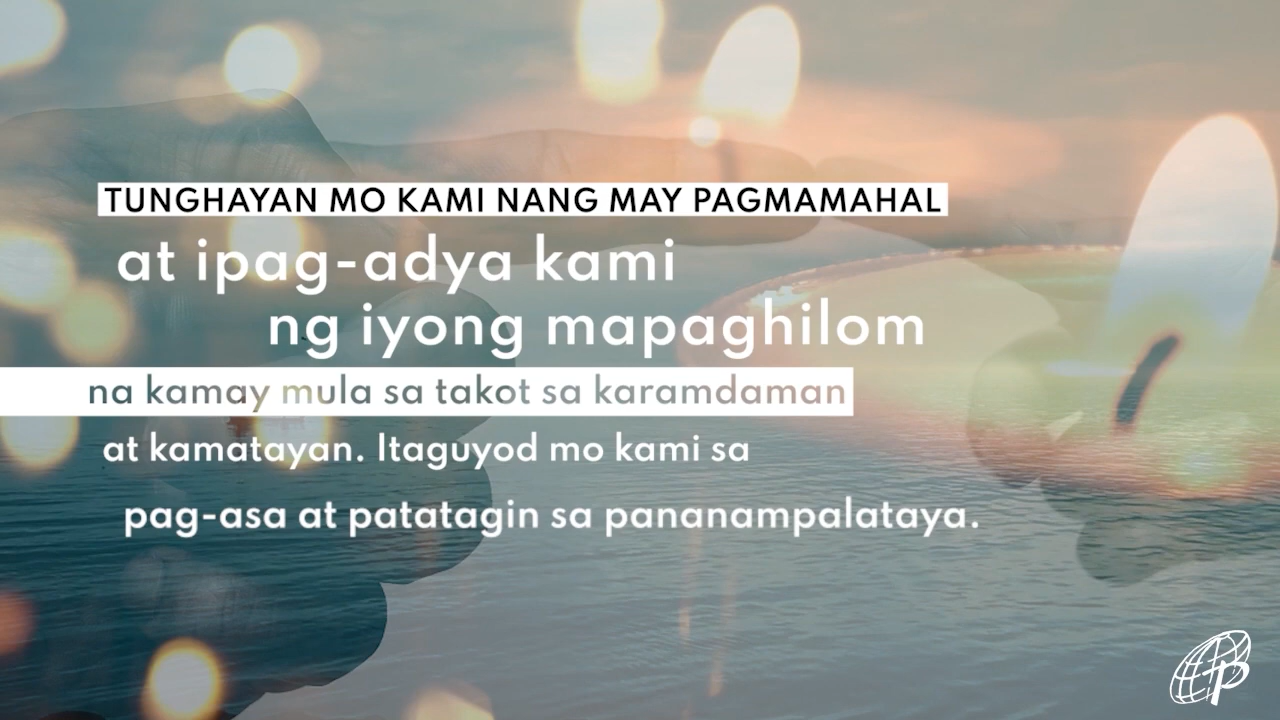 TUNGHAYAN MO KAMI NANG MAY PAGMAMAHAL
at ipag-adya kami
ng iyong mapaghilom
na kamay mula sa takot sa karamdaman
at kamatayan. Itaguyod mo kami sa
pag-asa at patatagin sa pananampalataya.